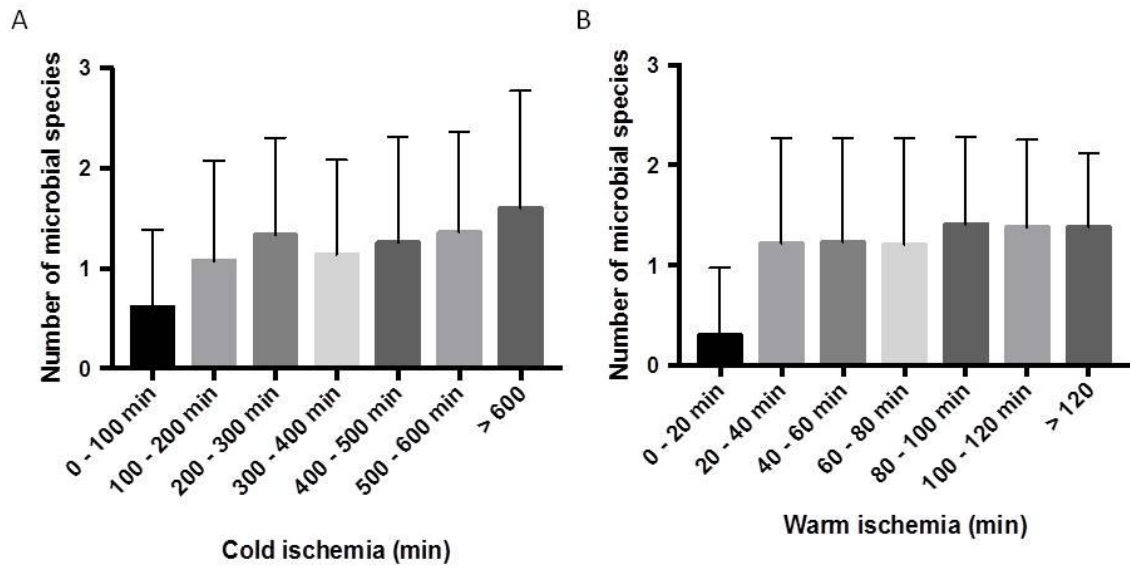 A
Number of microbial species
3
2
1
0
0 - 100 min
100 - 200 min
200 - 300 min
300 - 400 min
400 - 500 min
500 - 600 min
> 600
Cold ischemia (min)
B
Number of microbial species
3
2
1
0
0 - 20 min
20 - 40 min
40 - 60 min
60 - 80 min
80 - 100 min
100 - 120 min
> 120
Warm ischemia (min)